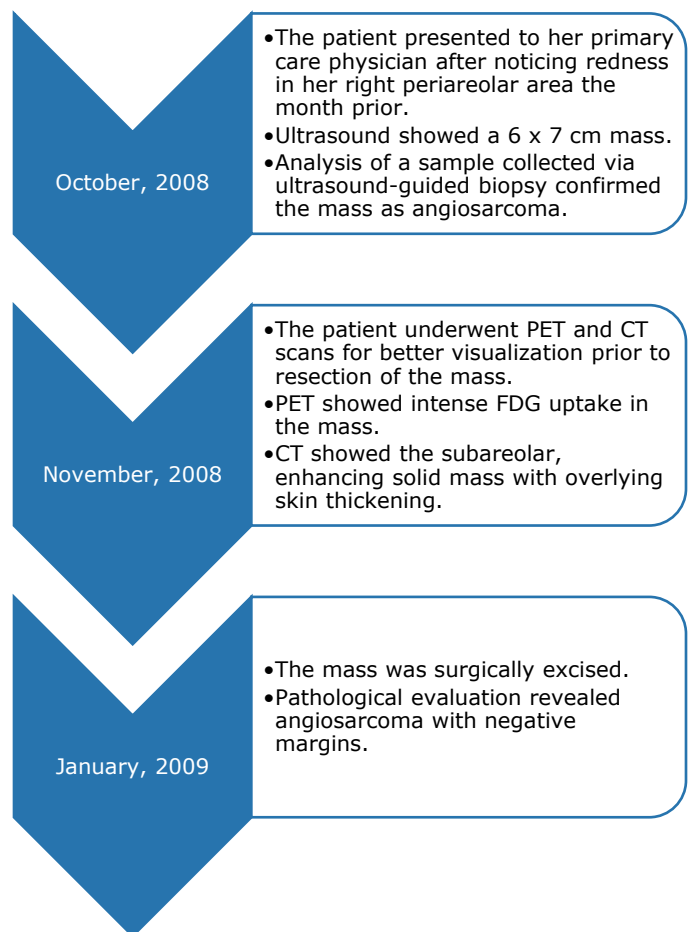 October, 2008
•The patient presented to her primary
care physician after noticing redness
in her right periareolar area the
month prior.
•Ultrasound showed a 6 x 7 cm mass.
•Analysis of a sample collected via
ultrasound-guided biopsy confirmed
the mass as angiosarcoma.
November, 2008
•The patient underwent PET and CT
scans for better visualization prior to
resection of the mass.
•PET showed intense FDG uptake in
the mass.
•CT showed the subareolar,
enhancing solid mass with overlying
skin thickening.
January, 2009
•The mass was surgically excised.
•Pathological evaluation revealed
angiosarcoma with negative
margins.